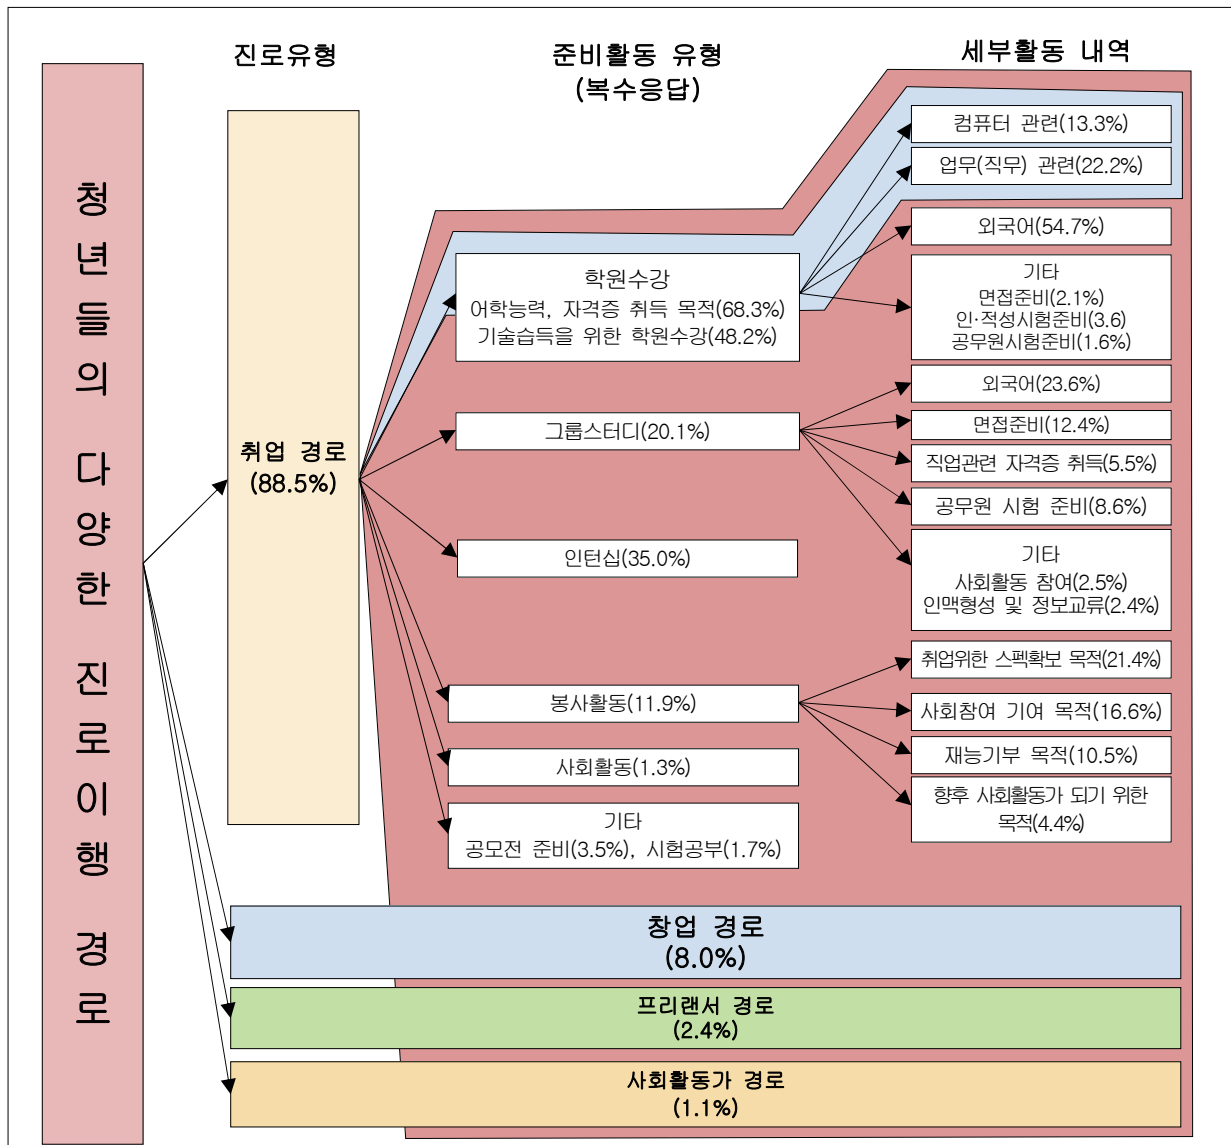 진로유형
준비활동 유형
(복수응답)
세부활동 내역
청년들의 다양한 진로이행 경로
취업 경로
(88.5%)
학원수강
어학능력, 자격증 취득 목적(68.3%)
기술습득을 위한 학원수강(48.2%)
그룹스터디(20.1%)
인턴십(35.0%)
봉사활동(11.9%)
사회활동(1.3%)
기타
공모전 준비(3.5%), 시험공부(1.7%)
컴퓨터 관련(13.3%)
업무(직무) 관련(22.2%)
외국어(54.7%)
기타
면접준비(2.1%)
인·적성시험준비(3.6)
공무원시험준비(1.6%)
외국어(23.6%)
면접준비(12.4%)
직업관련 자격증 취득(5.5%)
공무원 시험 준비(8.6%)
기타
사회활동 참여(2.5%)
인맥형성 및 정보교류(2.4%)
취업위한 스펙확보 목적(21.4%)
사회참여 기여 목적(16.6%)
재능기부 목적(10.5%)
향후 사회활동가 되기 위한
목적(4.4%)
창업 경로
(8.0%)
프리랜서 경로
(2.4%)
사회활동가 경로
(1.1%)